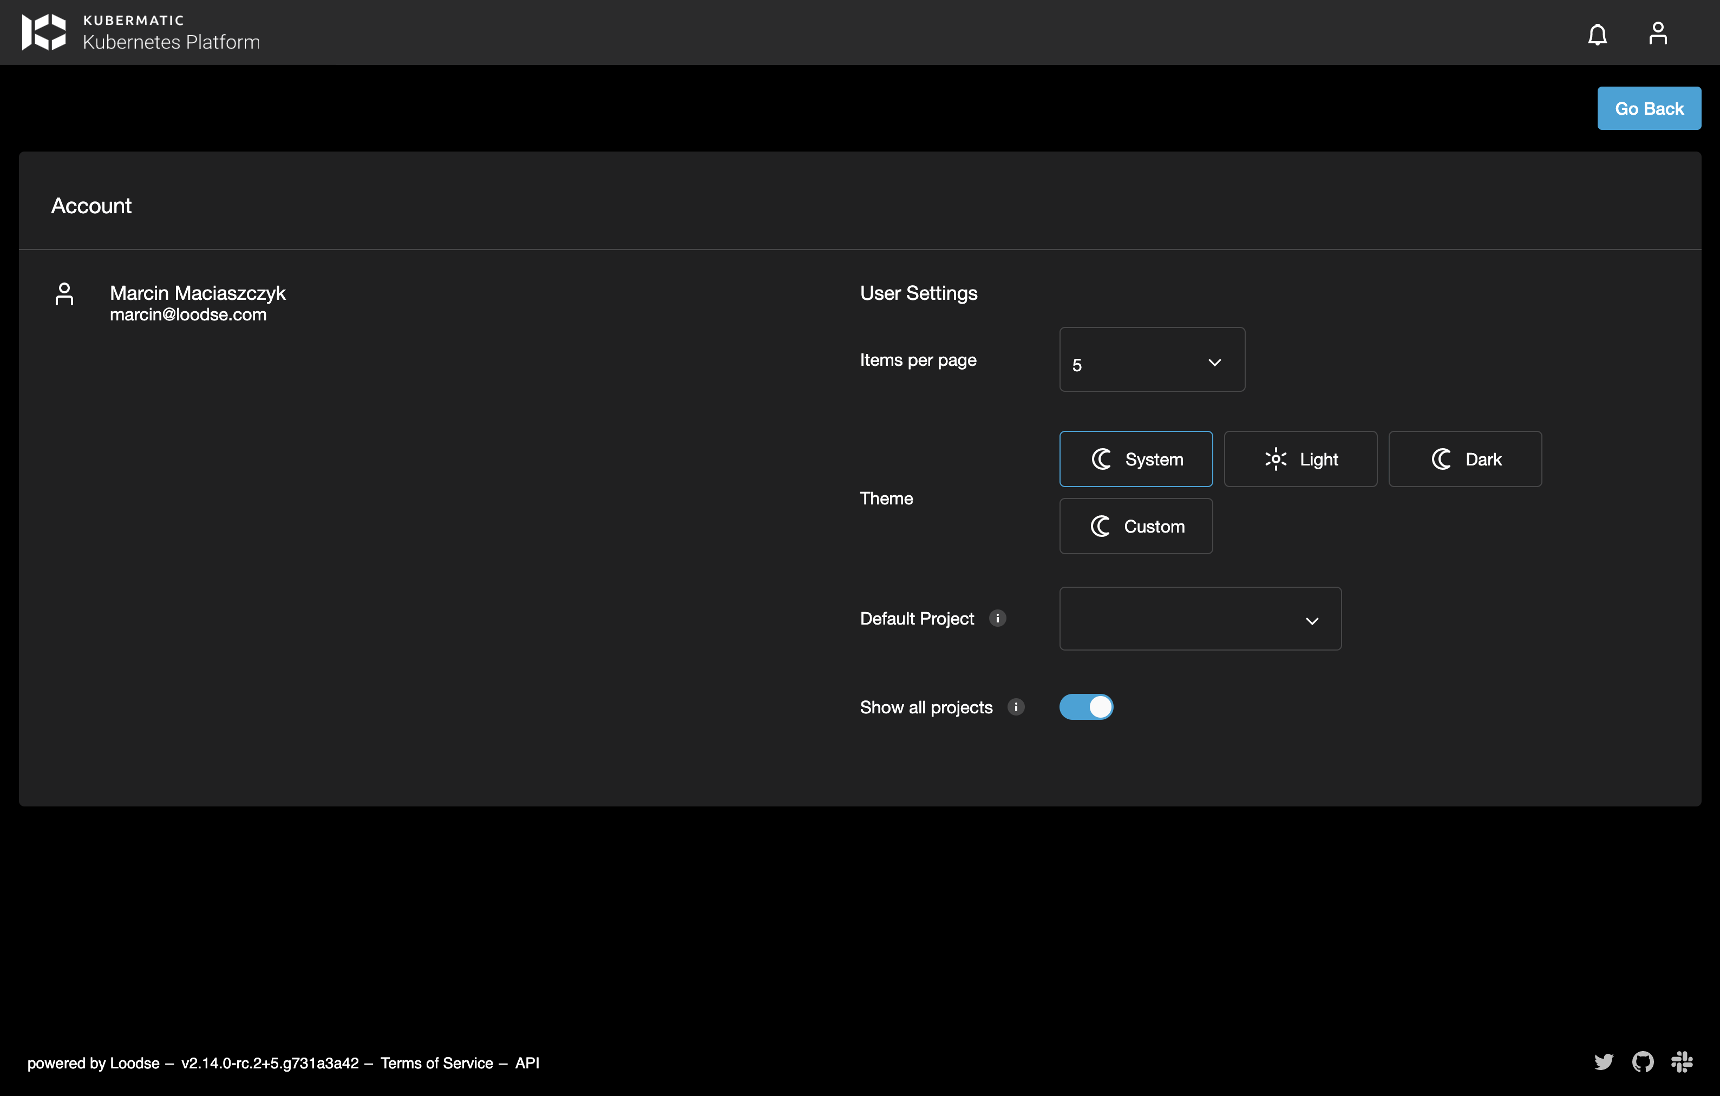 KUBERMATIC
Kubernetes Platform
Go Back
Account
Marcin Maciaszczyk
marcin@loodse.com
User Settings
Items per page
5
Theme
System
Light
Dark
Custom
Default Project
Show all projects
powered by Loodse – v2.14.0-rc.2+5.g731a3a42 – Terms of Service – API